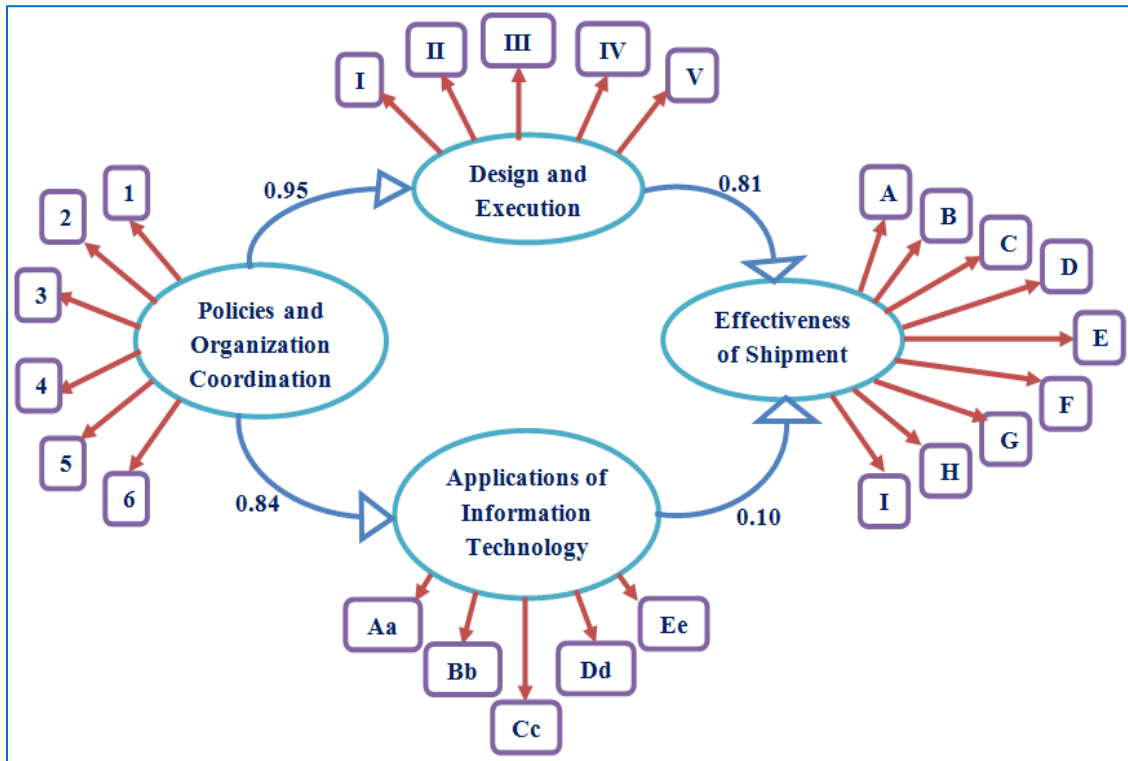 I
II
III
IV
V
Design and
Execution
0.95
0.81
1
2
3
4
5
6
Policies and
Organization
Coordination
Effectiveness
of Shipment
A
B
C
D
E
F
G
H
I
0.84
0.10
Applications of
Information
Technology
Aa
Bb
Cc
Dd
Ee